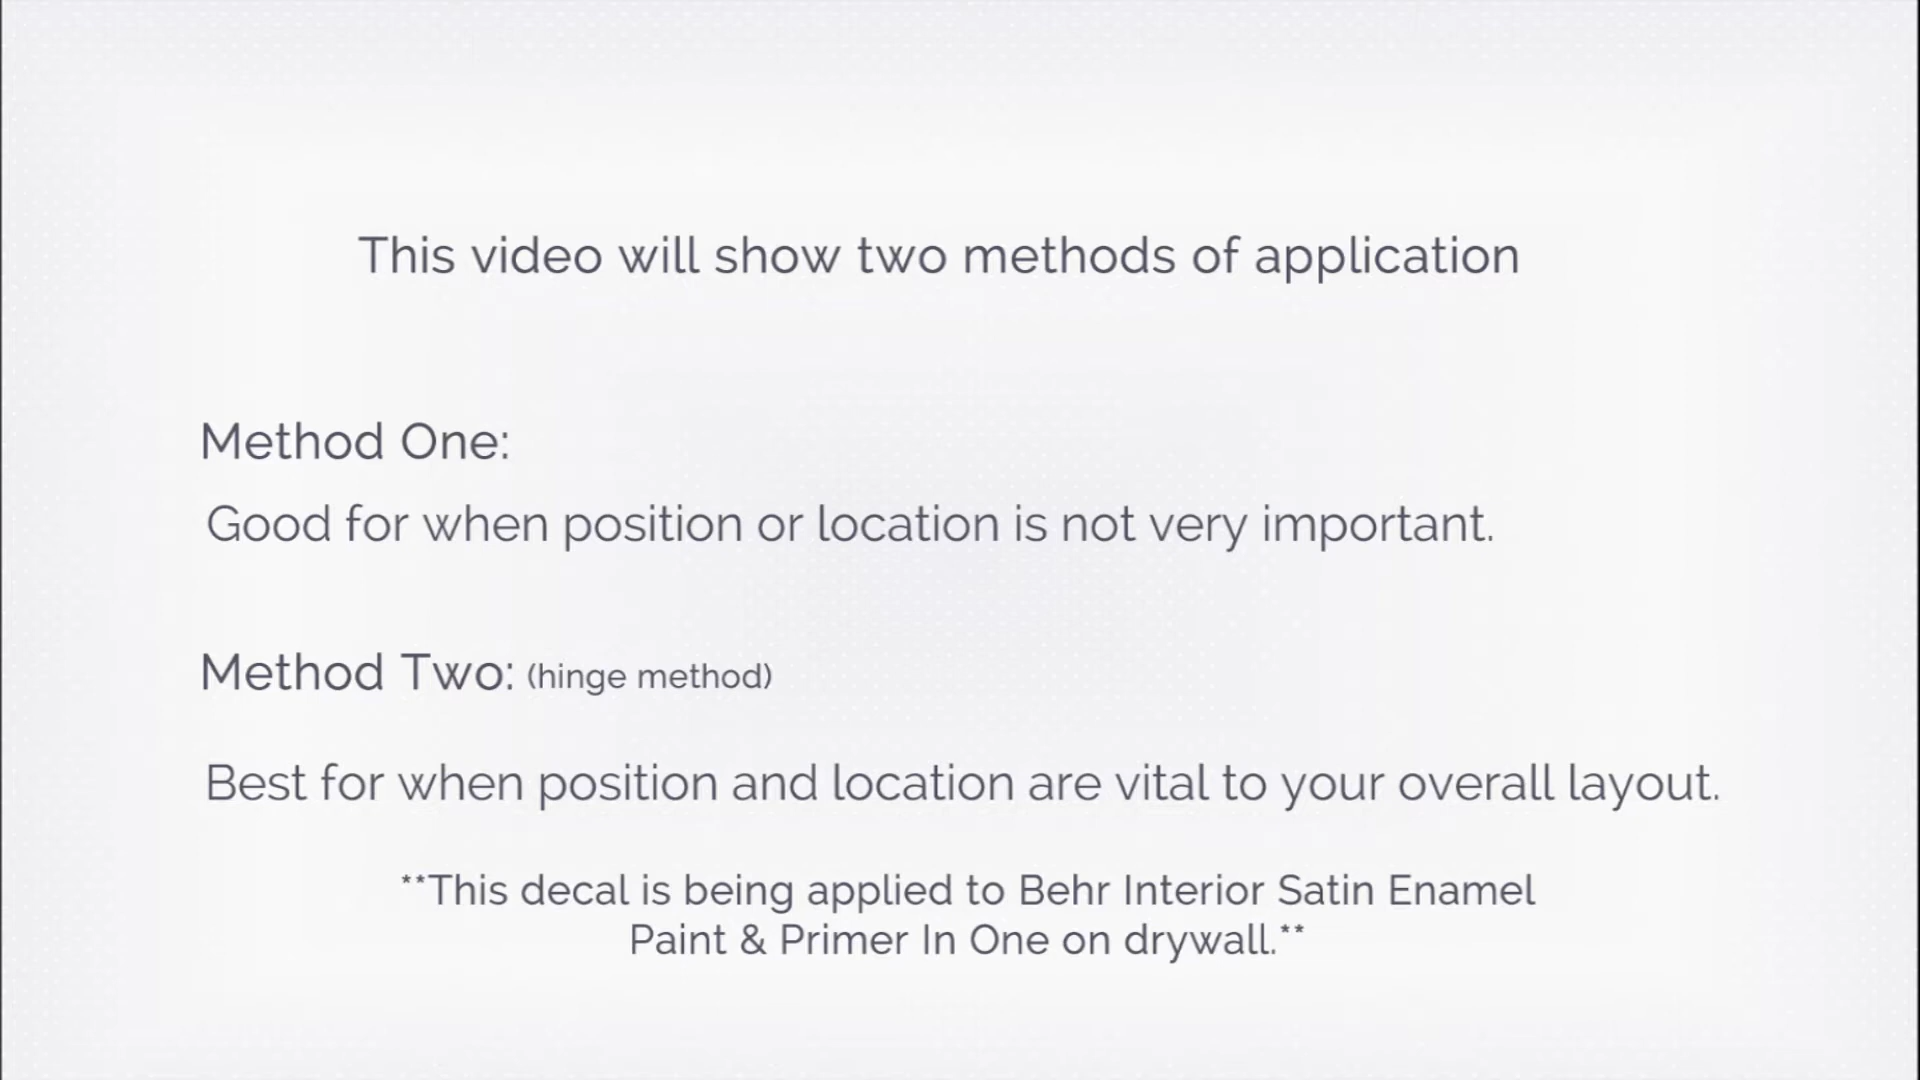 This video will show two methods of application
Method One:
Good for when position or location is not very important.
Method Two: (hinge method)
Best for when position and location are vital to your overall layout.
**This decal is being applied to Behr Interior Satin Enamel
Paint & Primer In One on drywall.**